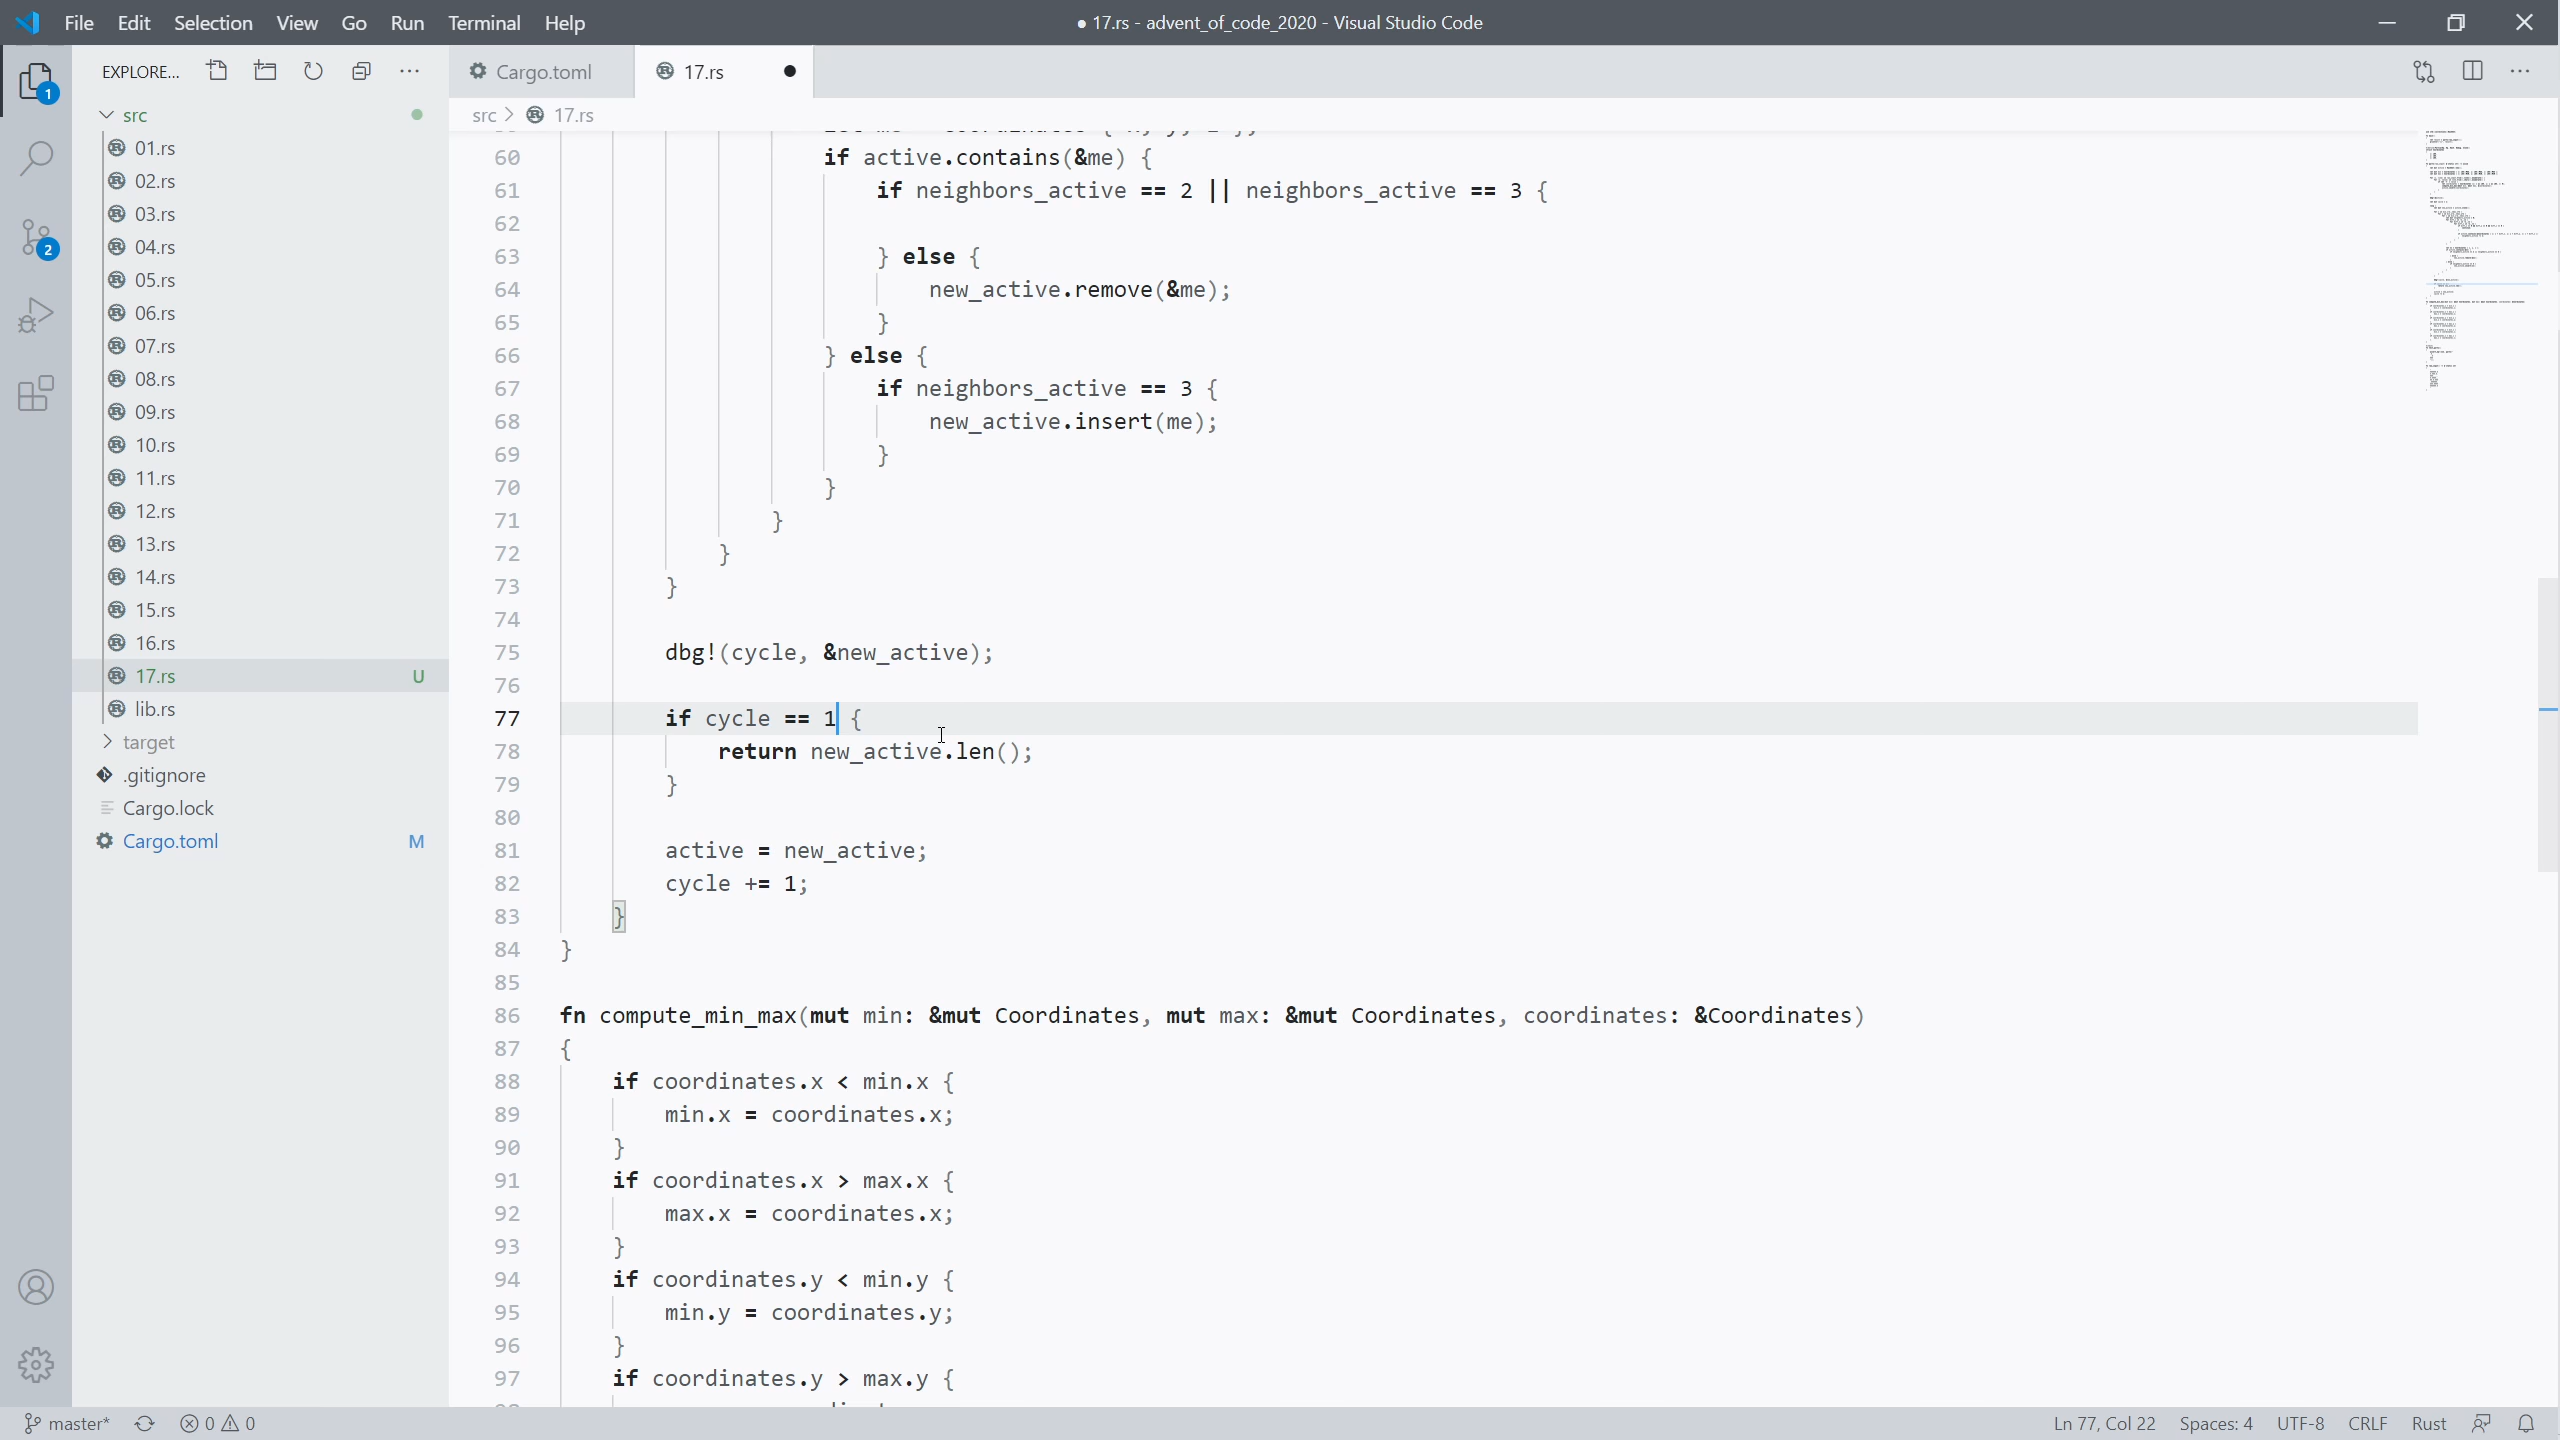 File Edit Selection View Go Run Terminal Help
● 17.rs - advent_of_code_2020 - Visual Studio Code
EXPLORE...
Cargo.toml
17.rs
src > 17.rs
src
01.rs
02.rs
03.rs
04.rs
05.rs
06.rs
07.rs
08.rs
09.rs
10.rs
11.rs
12.rs
13.rs
14.rs
15.rs
16.rs
17.rs U
lib.rs
target
.gitignore
Cargo.lock
Cargo.toml M
1
2
60 if active.contains(&me) {
61 if neighbors_active == 2 || neighbors_active == 3 {
62
63 } else {
64 new_active.remove(&me);
65 }
66 } else {
67 if neighbors_active == 3 {
68 new_active.insert(me);
69 }
70 }
71 }
72 }
73 }
74
75 dbg!(cycle, &new_active);
76
77 if cycle == 1 {
78 return new_active.len();
79 }
80
81 active = new_active;
82 cycle += 1;
83 }
84 }
85
86 fn compute_min_max(mut min: &mut Coordinates, mut max: &mut Coordinates, coordinates: &Coordinates)
87 {
88 if coordinates.x < min.x {
89 min.x = coordinates.x;
90 }
91 if coordinates.x > max.x {
92 max.x = coordinates.x;
93 }
94 if coordinates.y < min.y {
95 min.y = coordinates.y;
96 }
97 if coordinates.y > max.y {
master* 0 0
Ln 77, Col 22 Spaces: 4 UTF-8 CRLF Rust